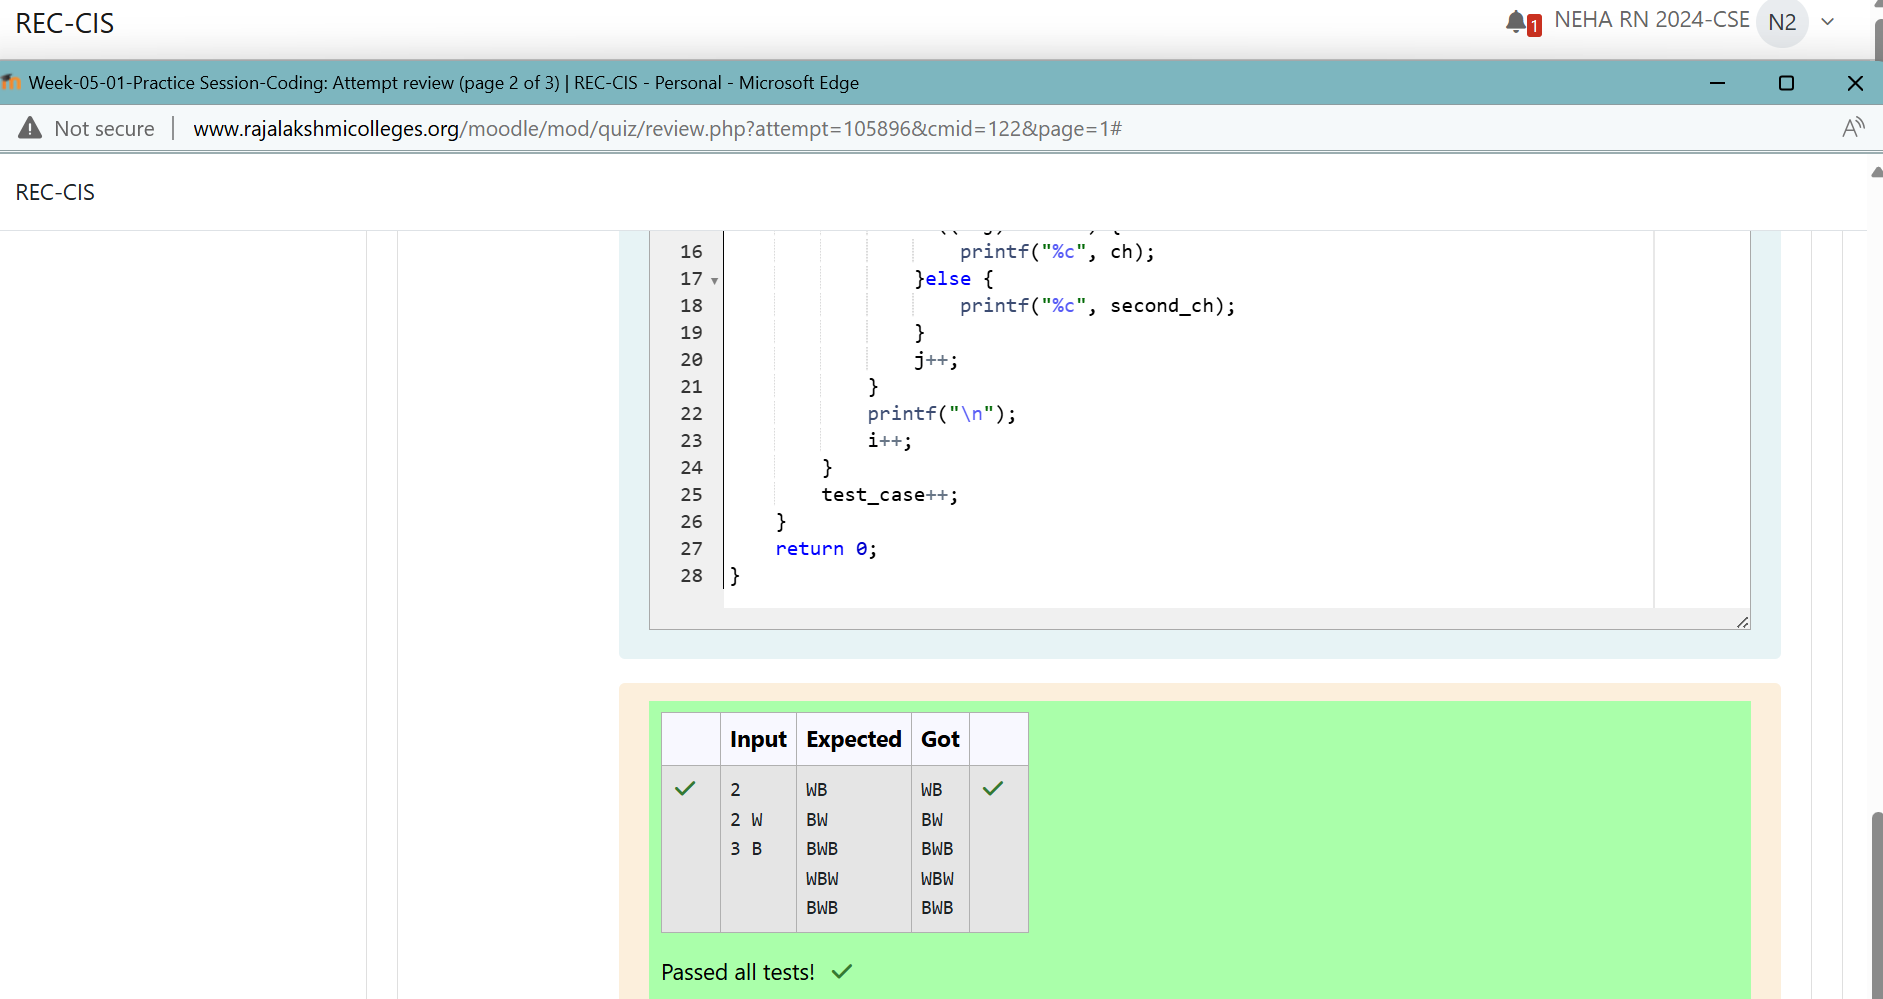 REC-CIS
1 NEHA RN 2024-CSE N2
Week-05-01-Practice Session-Coding: Attempt review (page 2 of 3) | REC-CIS - Personal - Microsoft Edge
Not secure | www.rajalakshmicolleges.org/moodle/mod/quiz/review.php?attempt=105896&cmid=122&page=1#
REC-CIS
16 printf("%c", ch);
17 }else {
18 printf("%c", second_ch);
19 }
20 j++;
21 }
22 printf("\n");
23 i++;
24 }
25 test_case++;
26 }
27 return 0;
28 }
Input Expected Got
2 WB WB
2 W BW BW
3 B BWB BWB
WBW WBW
BWB BWB
Passed all tests!